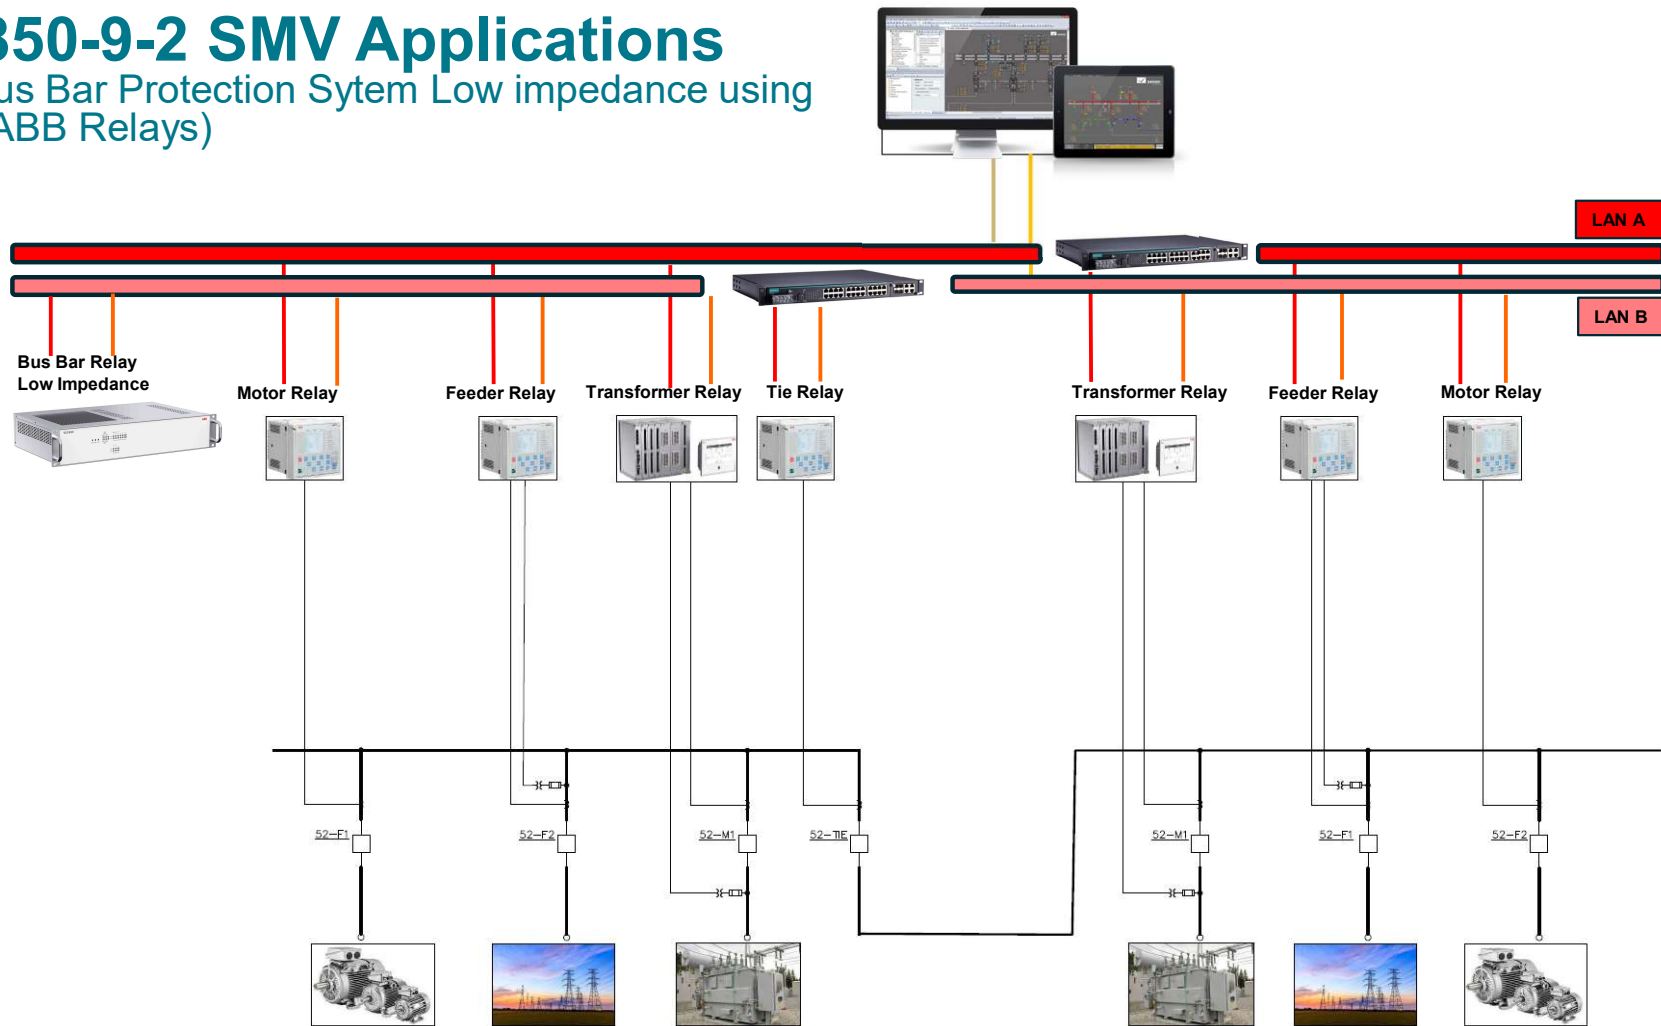 850-9-2 SMV Applications
us Bar Protection Sytem Low impedance using
ABB Relays)
LAN A
LAN B
Bus Bar Relay
Low Impedance
Motor Relay
Feeder Relay
Transformer Relay
Tie Relay
Transformer Relay
Feeder Relay
Motor Relay
52-F1
52-F2
52-M1
52-TIE
52-M1
52-F1
52-F2